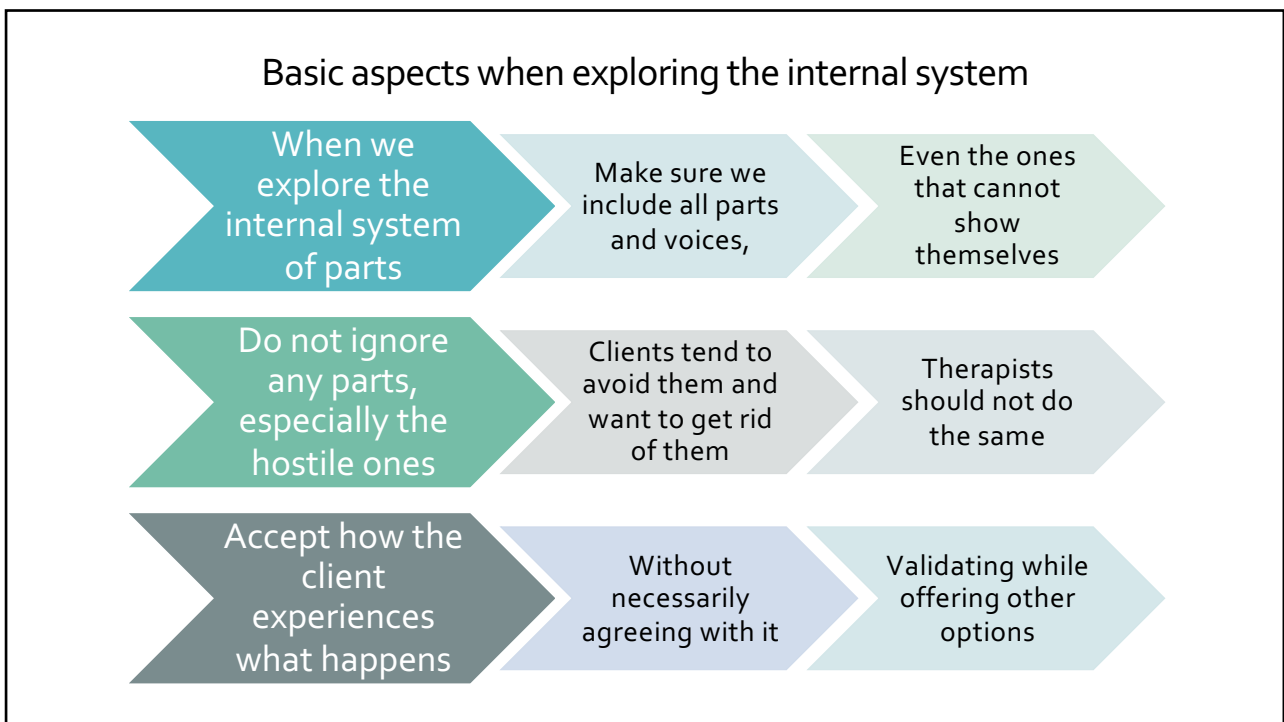 Basic aspects when exploring the internal system
When we
explore the
internal system
of parts
Make sure we
include all parts
and voices,
Even the ones
that cannot
show
themselves
Do not ignore
any parts,
especially the
hostile ones
Clients tend to
avoid them and
want to get rid
of them
Therapists
should not do
the same
Accept how the
client
experiences
what happens
Without
necessarily
agreeing with it
Validating while
offering other
options